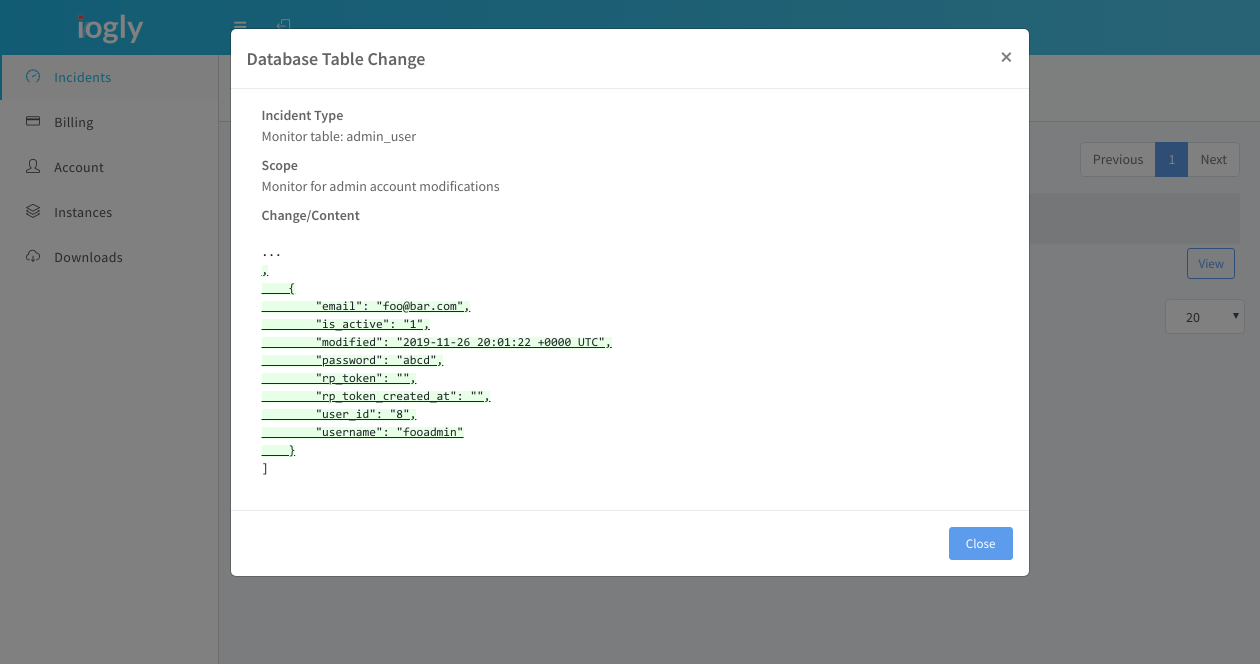 iogly
Incidents
Billing
Account
Instances
Downloads
Previous 1 Next
View
20
Database Table Change
×
Incident Type
Monitor table: admin_user
Scope
Monitor for admin account modifications
Change/Content
...
,
    {
        "email": "foo@bar.com",
        "is_active": "1",
        "modified": "2019-11-26 20:01:22 +0000 UTC",
        "password": "abcd",
        "rp_token": "",
        "rp_token_created_at": "",
        "user_id": "8",
        "username": "fooadmin"
    }
]
Close